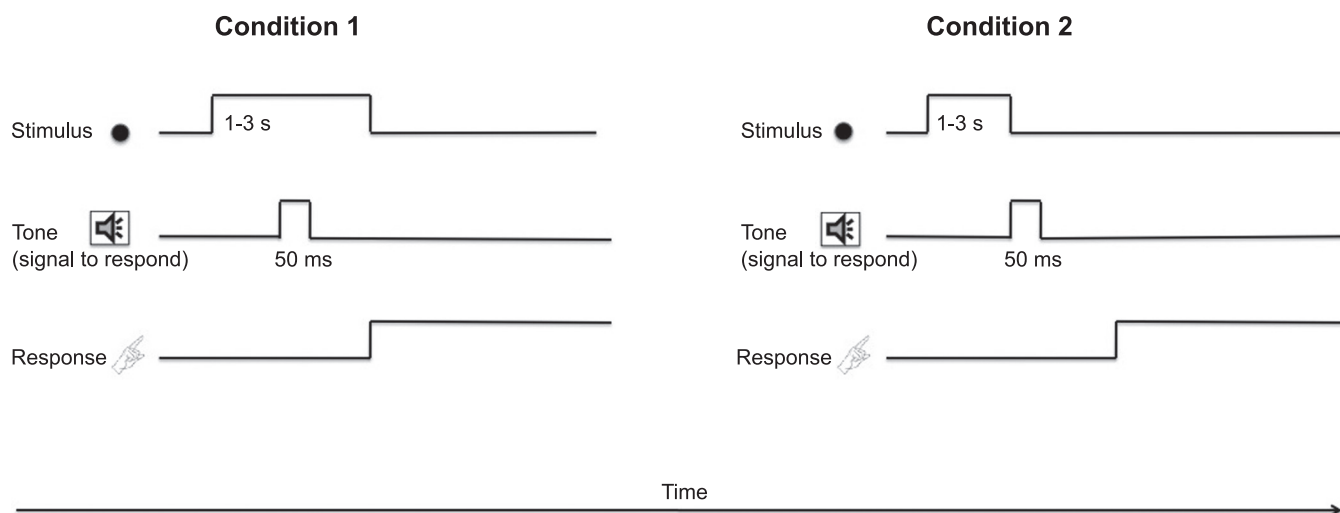 Condition 1
Condition 2
Stimulus
1-3 s
Stimulus
1-3 s
Tone
(signal to respond)
50 ms
Tone
(signal to respond)
50 ms
Response
Response
Time